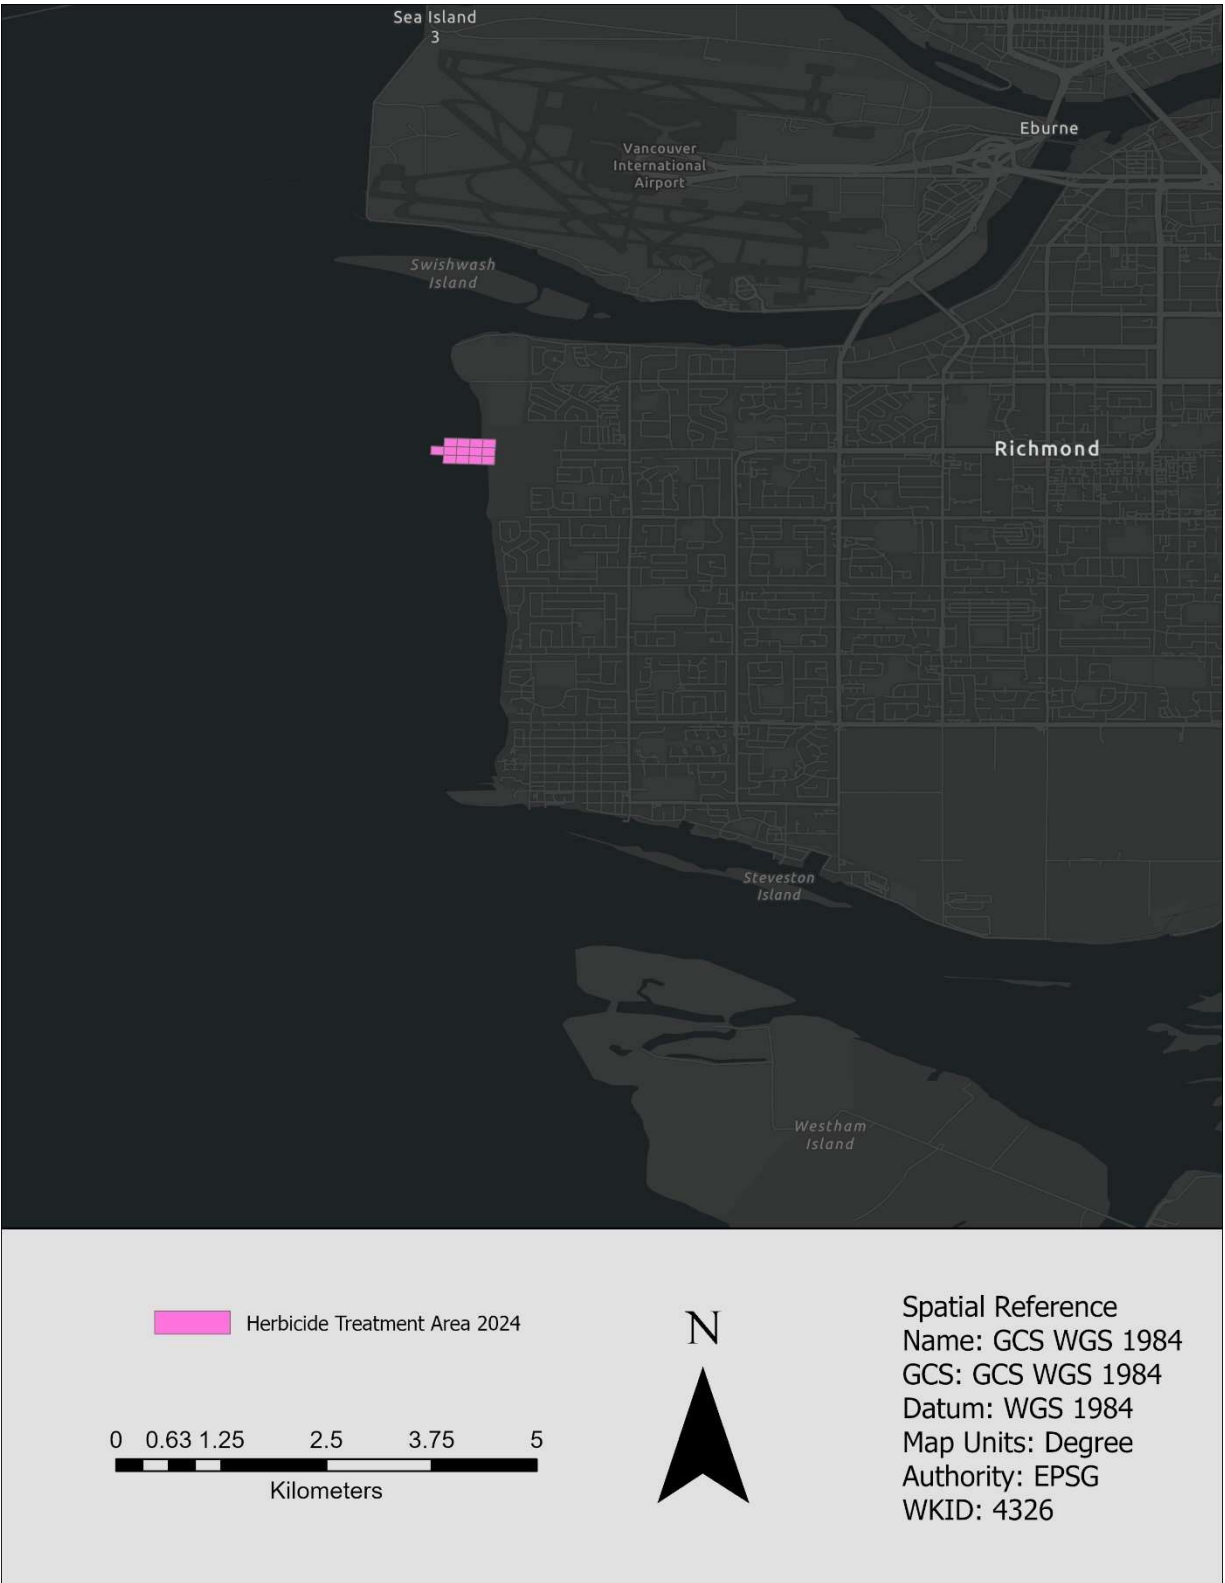 Sea Island
3
Eburne
Vancouver
International
Airport
Swishwash
Island
Richmond
Steveston
Island
Westham
Island
Herbicide Treatment Area 2024
N
0 0.63 1.25 2.5 3.75 5
Kilometers
Spatial Reference
Name: GCS WGS 1984
GCS: GCS WGS 1984
Datum: WGS 1984
Map Units: Degree
Authority: EPSG
WKID: 4326